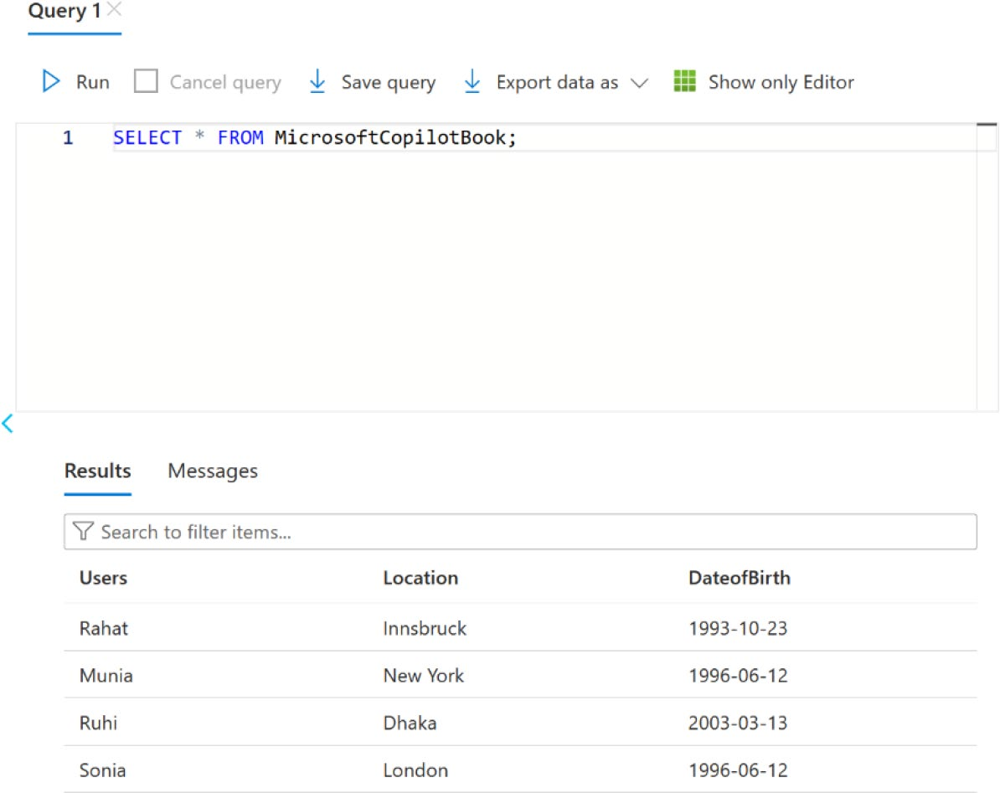 Query 1
Run Cancel query Save query Export data as Show only Editor
1 SELECT * FROM MicrosoftCopilotBook;
Results Messages
Search to filter items...
Users Location DateofBirth
Rahat Innsbruck 1993-10-23
Munia New York 1996-06-12
Ruhi Dhaka 2003-03-13
Sonia London 1996-06-12